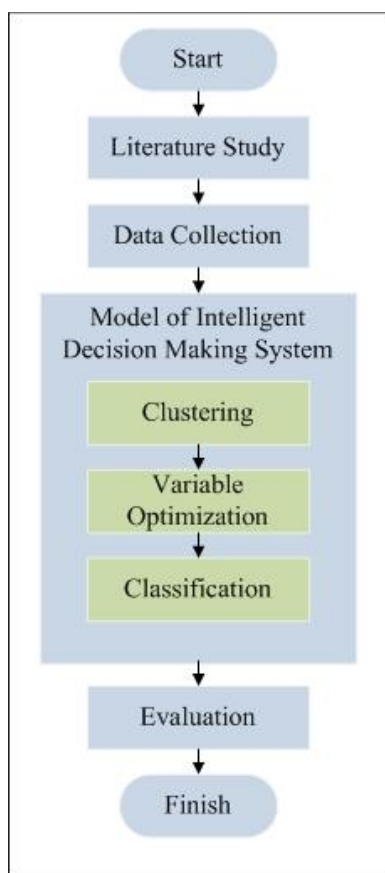 Start
Literature Study
Data Collection
Model of Intelligent
Decision Making System
Clustering
Variable
Optimization
Classification
Evaluation
Finish